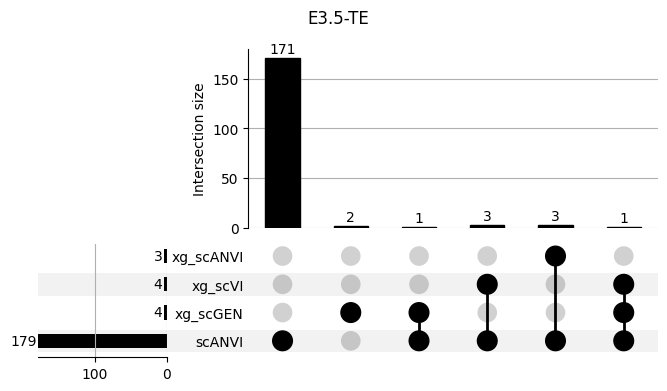 E3.5-TE
171
150
100
50
0
Intersection size
2
1
3
3
1
3 xg_scANVI
4 xg_scVI
4 xg_scGEN
179 scANVI
100 0